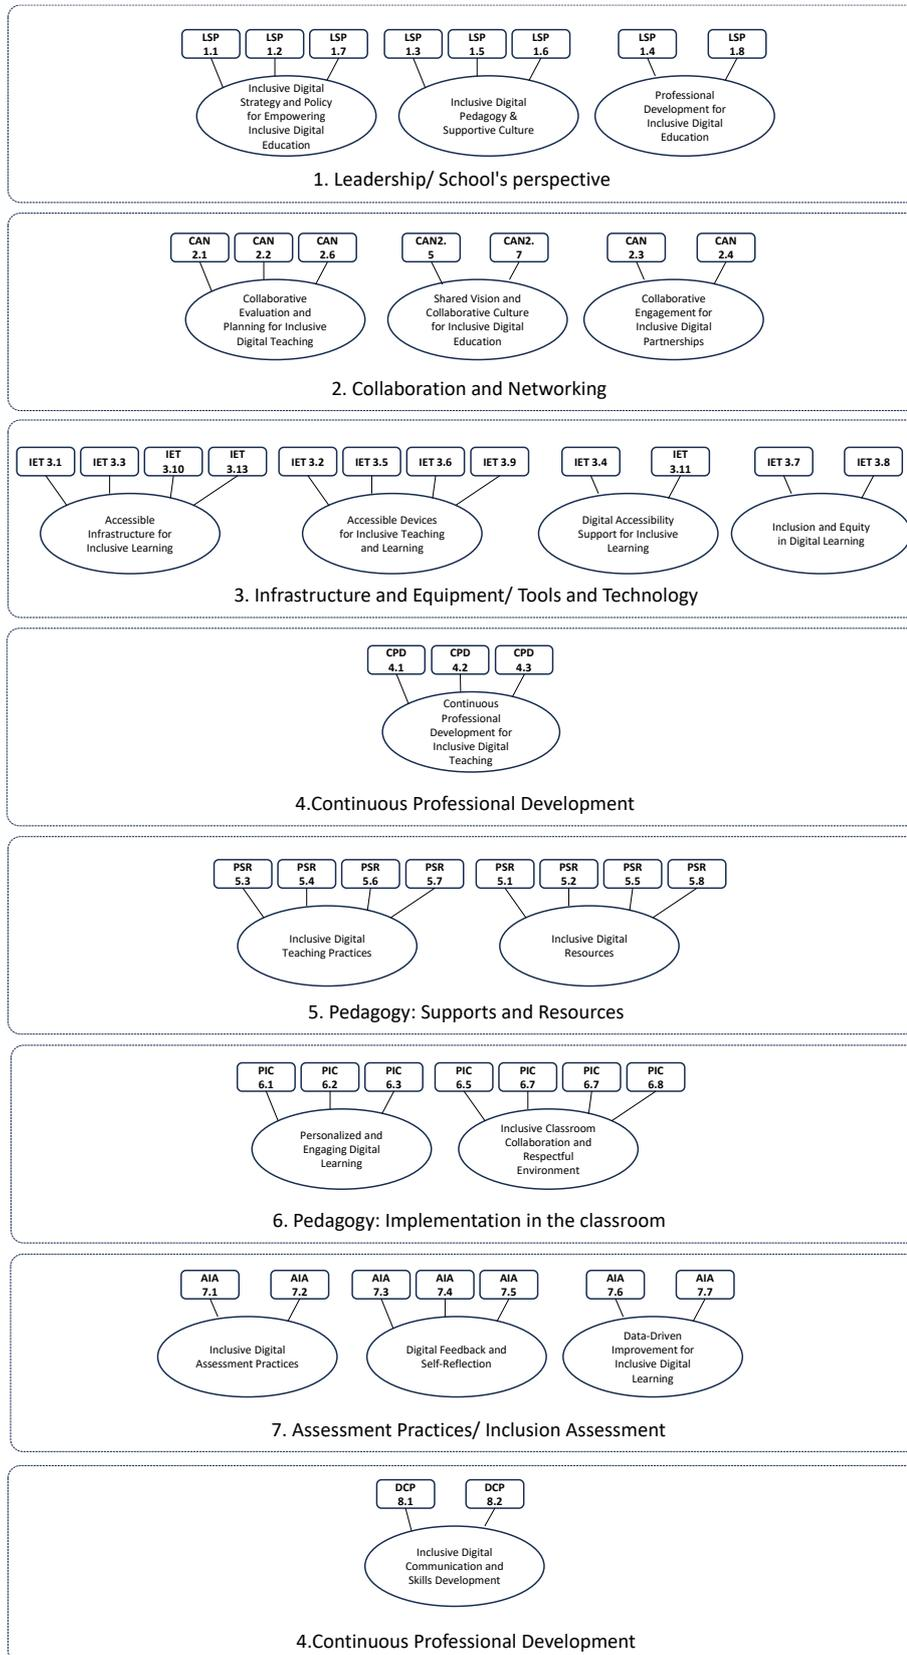 LSP 1.1
LSP 1.2
LSP 1.7
LSP 1.3
LSP 1.5
LSP 1.6
LSP 1.4
LSP 1.8
Inclusive Digital
Strategy and Policy
for Empowering
Inclusive Digital
Education
Inclusive Digital
Pedagogy &
Supportive Culture
Professional
Development for
Inclusive Digital
Education
1. Leadership/ School's perspective
CAN 2.1
CAN 2.2
CAN 2.6
CAN2. 5
CAN2. 7
CAN 2.3
CAN 2.4
Collaborative
Evaluation and
Planning for Inclusive
Digital Teaching
Shared Vision and
Collaborative Culture
for Inclusive Digital
Education
Collaborative
Engagement for
Inclusive Digital
Partnerships
2. Collaboration and Networking
IET 3.1
IET 3.3
IET 3.10
IET 3.13
IET 3.2
IET 3.5
IET 3.6
IET 3.9
IET 3.4
IET 3.11
IET 3.7
IET 3.8
Accessible
Infrastructure for
Inclusive Learning
Accessible Devices
for Inclusive Teaching
and Learning
Digital Accessibility
Support for Inclusive
Learning
Inclusion and Equity
in Digital Learning
3. Infrastructure and Equipment/ Tools and Technology
CPD 4.1
CPD 4.2
CPD 4.3
Continuous
Professional
Development for
Inclusive Digital
Teaching
4.Continuous Professional Development
PSR 5.3
PSR 5.4
PSR 5.6
PSR 5.7
PSR 5.1
PSR 5.2
PSR 5.5
PSR 5.8
Inclusive Digital
Teaching Practices
Inclusive Digital
Resources
5. Pedagogy: Supports and Resources
PIC 6.1
PIC 6.2
PIC 6.3
PIC 6.5
PIC 6.7
PIC 6.7
PIC 6.8
Personalized and
Engaging Digital
Learning
Inclusive Classroom
Collaboration and
Respectful
Environment
6. Pedagogy: Implementation in the classroom
AIA 7.1
AIA 7.2
AIA 7.3
AIA 7.4
AIA 7.5
AIA 7.6
AIA 7.7
Inclusive Digital
Assessment Practices
Digital Feedback and
Self-Reflection
Data-Driven
Improvement for
Inclusive Digital
Learning
7. Assessment Practices/ Inclusion Assessment
DCP 8.1
DCP 8.2
Inclusive Digital
Communication and
Skills Development
4.Continuous Professional Development